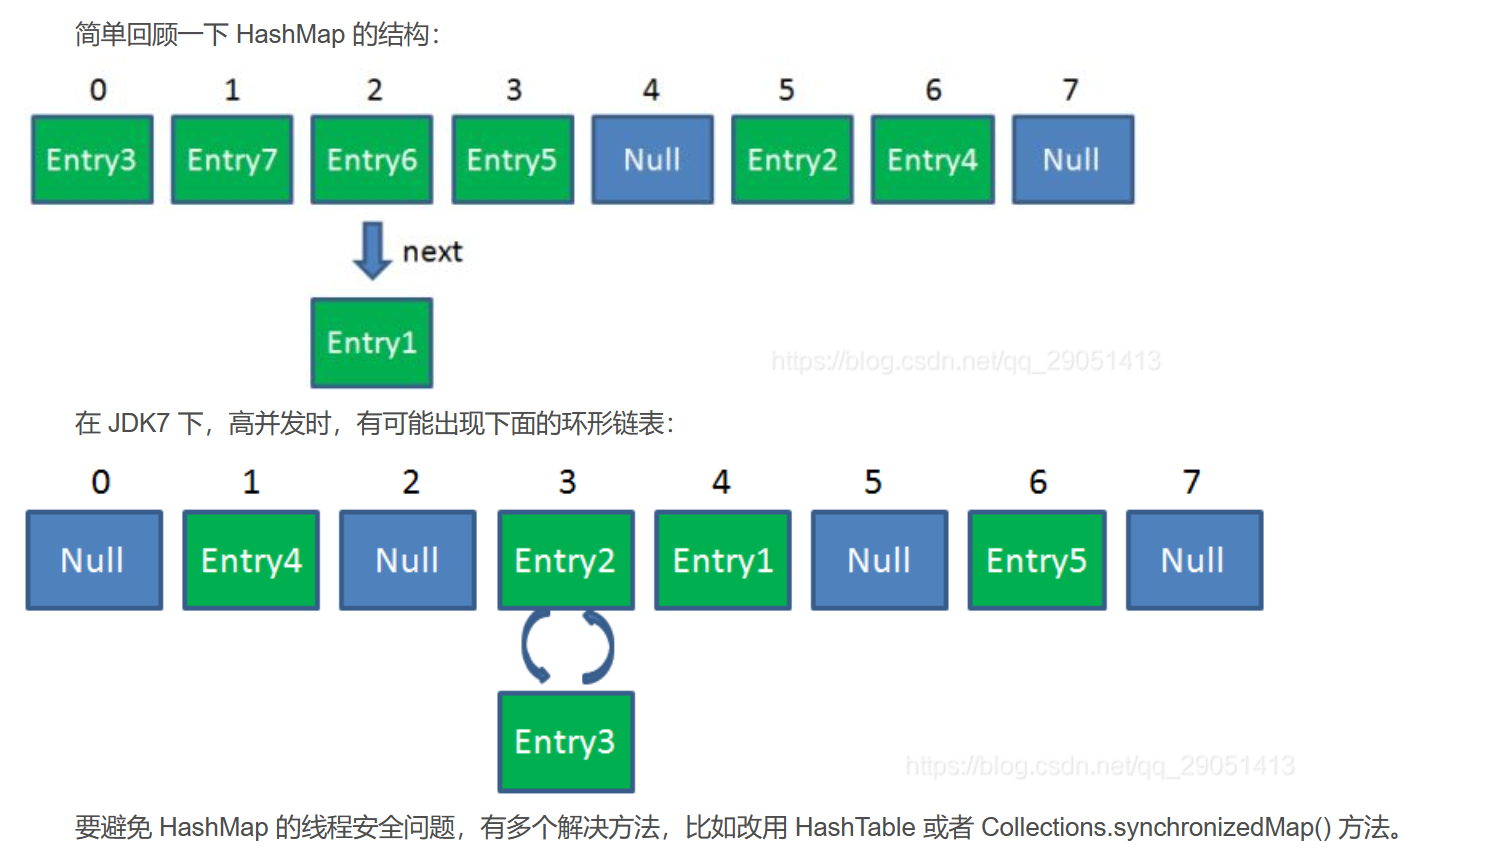 简单回顾一下 HashMap 的结构：
0 1 2 3 4 5 6 7
Entry3 Entry7 Entry6 Entry5 Null Entry2 Entry4 Null
next
Entry1
https://blog.csdn.net/qq_29051413
在 JDK7 下，高并发时，有可能出现下面的环形链表：
0 1 2 3 4 5 6 7
Null Entry4 Null Entry2 Entry1 Null Entry5 Null
Entry3
https://blog.csdn.net/qq_29051413
要避免 HashMap 的线程安全问题，有多个解决方法，比如改用 HashTable 或者 Collections.synchronizedMap() 方法。